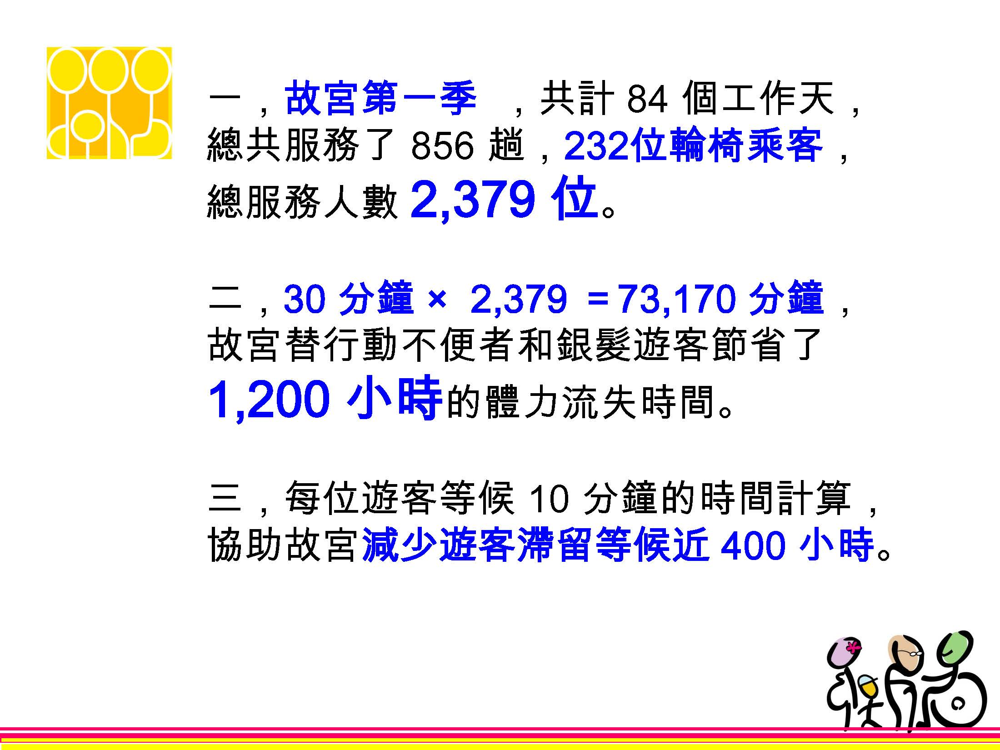 一，故宮第一季 ，共計 84 個工作天，
總共服務了 856 趟，232位輪椅乘客，
總服務人數 2,379 位。
二，30 分鐘 × 2,379 = 73,170 分鐘，
故宮替行動不便者和銀髮遊客節省了
1,200 小時的體力流失時間。
三，每位遊客等候 10 分鐘的時間計算，
協助故宮減少遊客滯留等候近 400 小時。